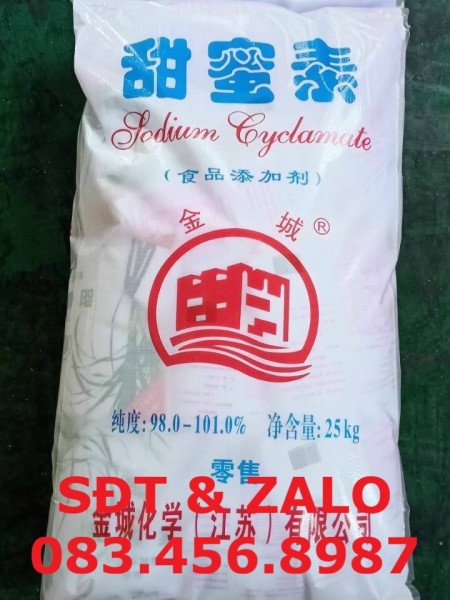 甜蜜素
Sodium Cyclamate
(食品添加剂)
金城®
纯度:98.0-101.0% 净含量:25kg
零售
SĐT & ZALO
金城化学(江苏)有限公司
083.456.8987